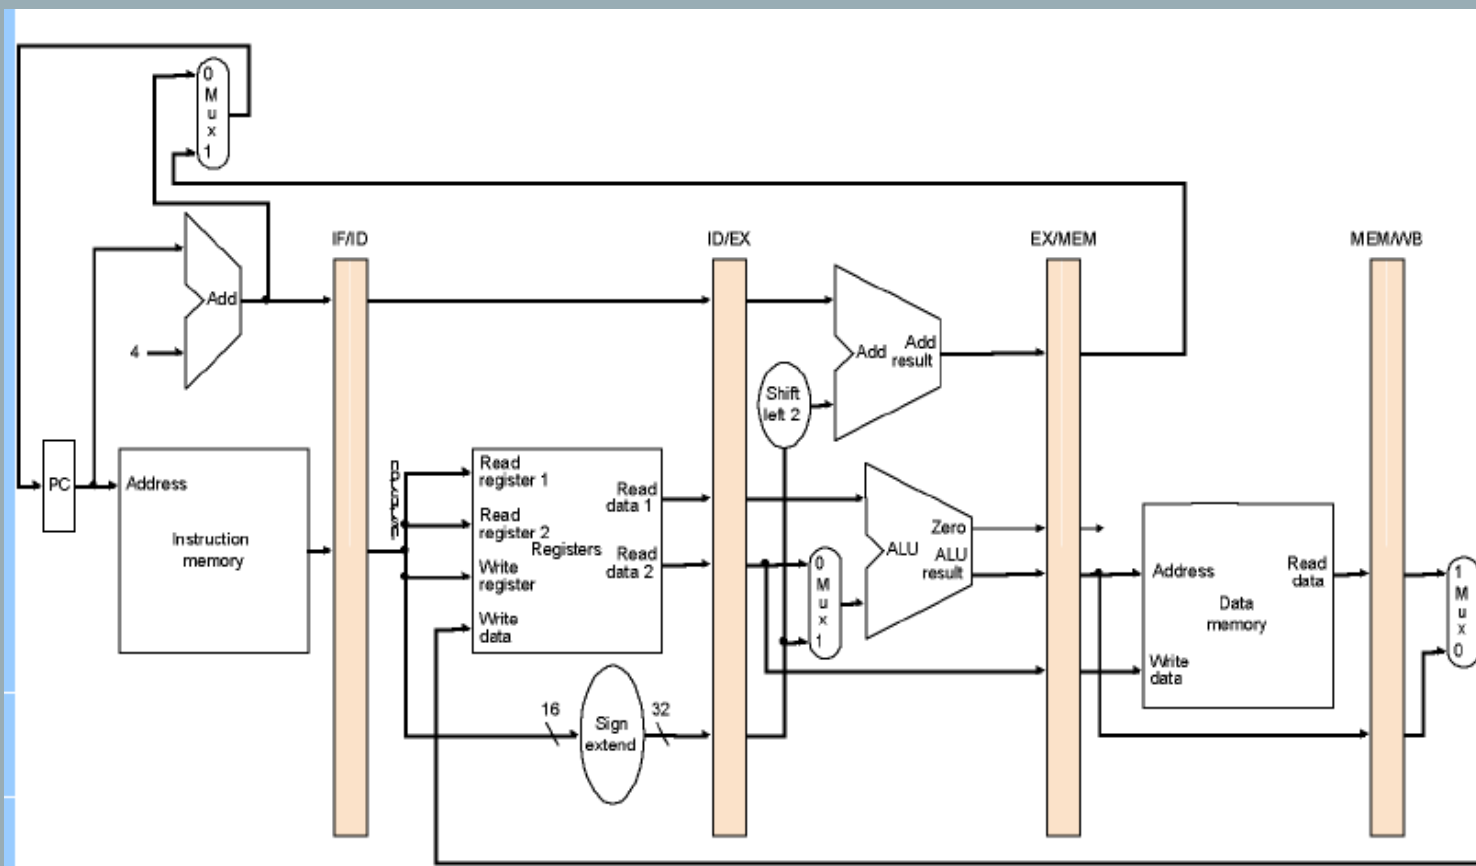 0
M
u
x
1
IF/ID
ID/EX
EX/MEM
MEM/WB
Add
4
Add
Add
result
Shift
left 2
PC
Address
Instruction
memory
Read
register 1
Read
register 2
Write
register
Write
data
Registers
Read
data 1
Read
data 2
16
Sign
extend
32
0
M
u
x
1
Zero
ALU
ALU
result
Address
Read
data
Data
memory
Write
data
1
M
u
x
0